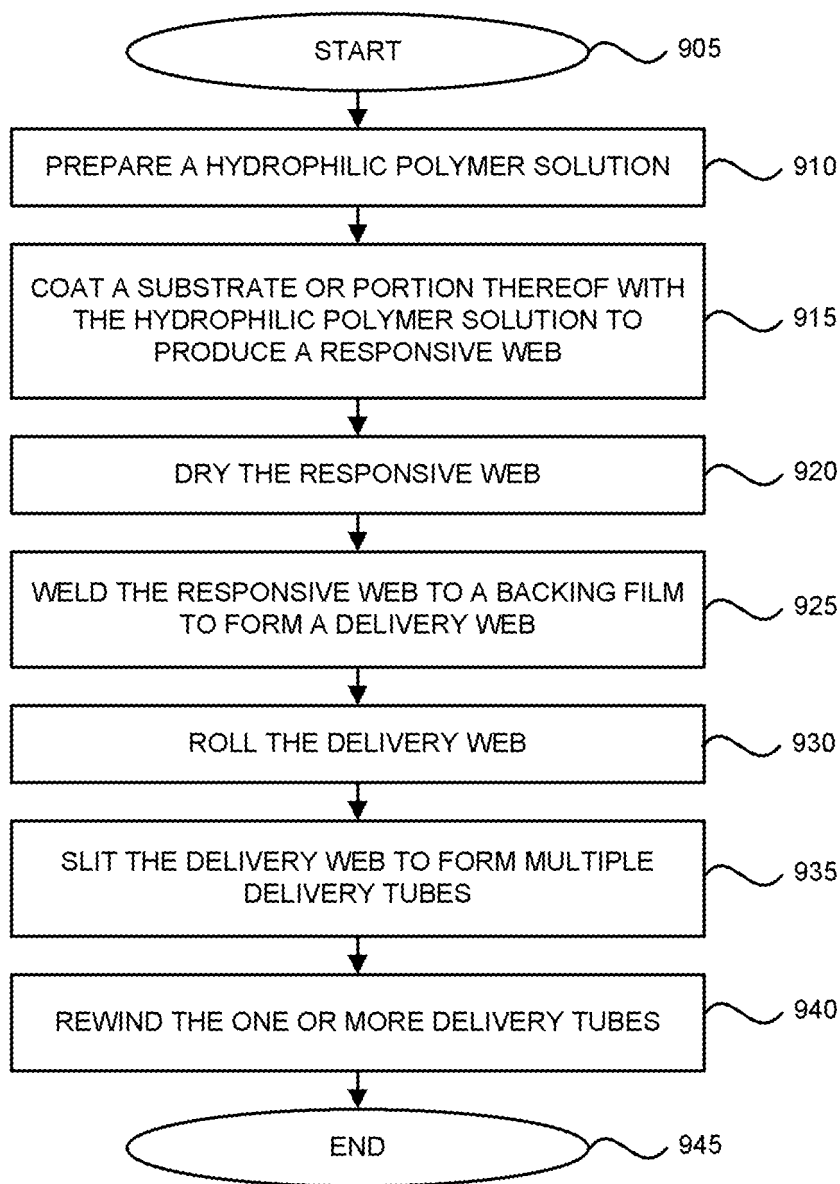 START
905
PREPARE A HYDROPHILIC POLYMER SOLUTION
910
COAT A SUBSTRATE OR PORTION THEREOF WITH
THE HYDROPHILIC POLYMER SOLUTION TO
PRODUCE A RESPONSIVE WEB
915
DRY THE RESPONSIVE WEB
920
WELD THE RESPONSIVE WEB TO A BACKING FILM
TO FORM A DELIVERY WEB
925
ROLL THE DELIVERY WEB
930
SLIT THE DELIVERY WEB TO FORM MULTIPLE
DELIVERY TUBES
935
REWIND THE ONE OR MORE DELIVERY TUBES
940
END
945